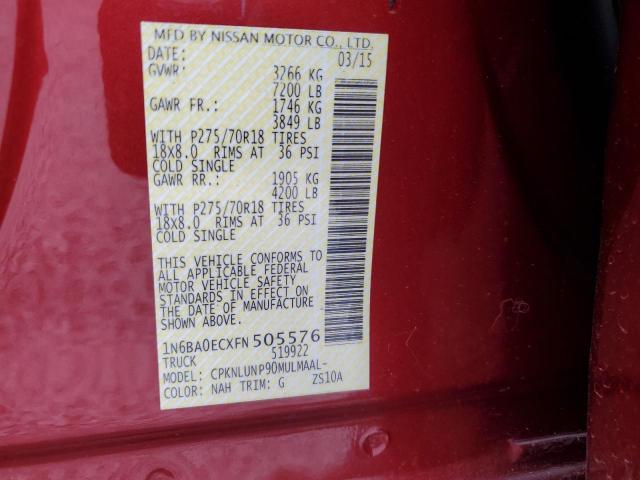 MFD BY NISSAN MOTOR CO., LTD.
DATE: 03/15
GVWR: 3266 KG
7200 LB
GAWR FR.: 1746 KG
3849 LB
WITH P275/70R18 TIRES
18X8.0 RIMS AT 36 PSI
COLD SINGLE
GAWR RR.: 1905 KG
4200 LB
WITH P275/70R18 TIRES
18X8.0 RIMS AT 36 PSI
COLD SINGLE
THIS VEHICLE CONFORMS TO
ALL APPLICABLE FEDERAL
MOTOR VEHICLE SAFETY
STANDARDS IN EFFECT ON
THE DATE OF MANUFACTURE
SHOWN ABOVE.
1N6BA0ECXFN505576
TRUCK 519922
MODEL: CPKNLUNP90MULMAAL-
COLOR: NAH TRIM: G ZS10A